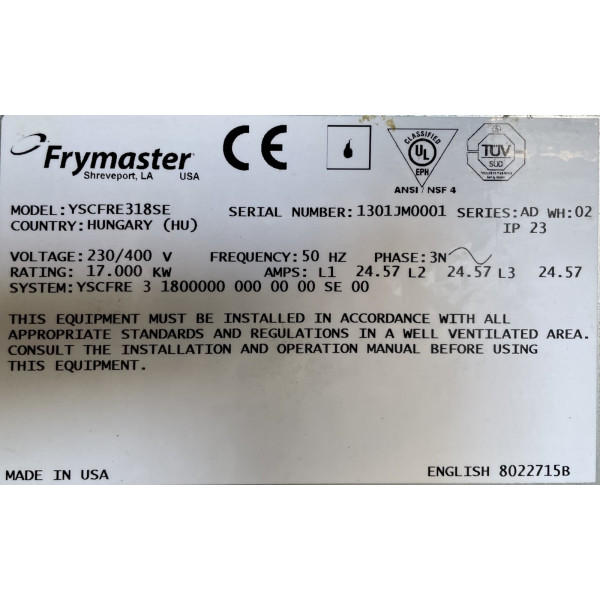 Frymaster
Shreveport, LA USA
CE
CLASSIFIED
UL
EPH
ANSI / NSF 4
TÜV
SÜD
MODEL: YSCFRE318SE SERIAL NUMBER: 1301JM0001 SERIES: AD WH: 02
COUNTRY: HUNGARY (HU) IP 23
VOLTAGE: 230/400 V FREQUENCY: 50 HZ PHASE: 3N
RATING: 17.000 KW AMPS: L1 24.57 L2 24.57 L3 24.57
SYSTEM: YSCFRE 3 1800000 000 00 00 SE 00
THIS EQUIPMENT MUST BE INSTALLED IN ACCORDANCE WITH ALL
APPROPRIATE STANDARDS AND REGULATIONS IN A WELL VENTILATED AREA.
CONSULT THE INSTALLATION AND OPERATION MANUAL BEFORE USING
THIS EQUIPMENT.
MADE IN USA ENGLISH 8022715B